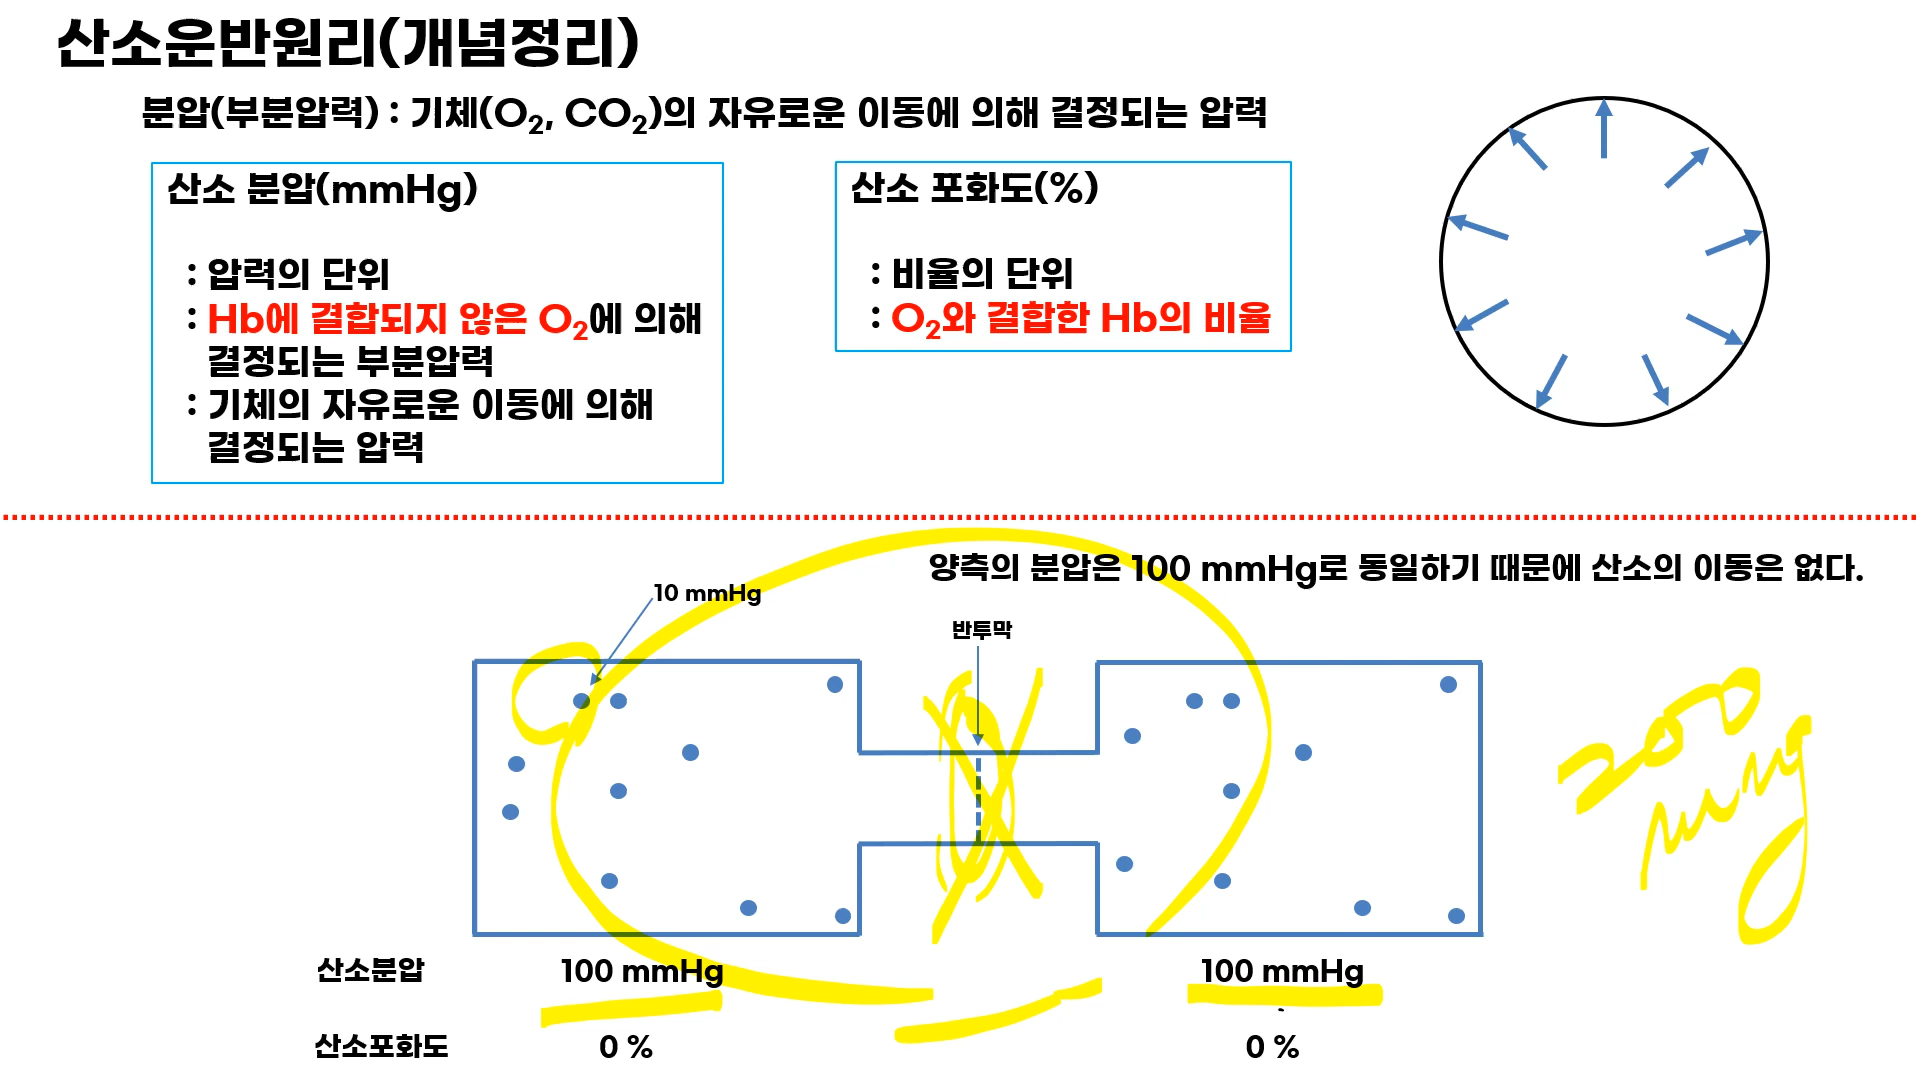 산소운반원리(개념정리)
분압(부분압력) : 기체(O₂, CO₂)의 자유로운 이동에 의해 결정되는 압력
산소 분압(mmHg)
: 압력의 단위
: Hb에 결합되지 않은 O₂에 의해
결정되는 부분압력
: 기체의 자유로운 이동에 의해
결정되는 압력
산소 포화도(%)
: 비율의 단위
: O₂와 결합한 Hb의 비율
양측의 분압은 100 mmHg로 동일하기 때문에 산소의 이동은 없다.
10 mmHg
반투막
200
mmHg
산소분압 100 mmHg 100 mmHg
산소포화도 0 % 0 %